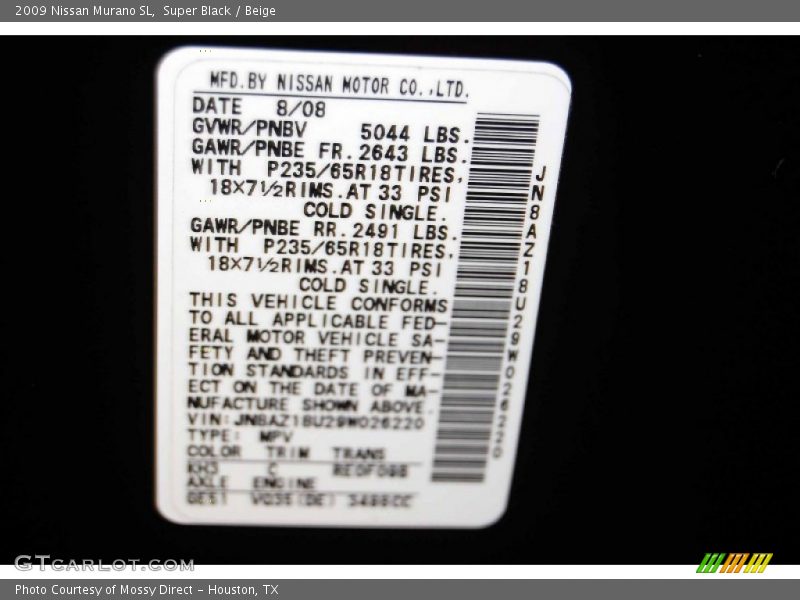 2009 Nissan Murano SL, Super Black / Beige
MFD.BY NISSAN MOTOR CO.,LTD.
DATE 8/08
GVWR/PNBV 5044 LBS.
GAWR/PNBE FR.2643 LBS.
WITH P235/65R18TIRES,
18X7½RIMS.AT 33 PSI
COLD SINGLE.
GAWR/PNBE RR.2491 LBS.
WITH P235/65R18TIRES,
18X7½RIMS.AT 33 PSI
COLD SINGLE.
THIS VEHICLE CONFORMS
TO ALL APPLICABLE FED-
ERAL MOTOR VEHICLE SA-
FETY AND THEFT PREVEN-
TION STANDARDS IN EFF-
ECT ON THE DATE OF MA-
NUFACTURE SHOWN ABOVE.
VIN:JN8AZ18U29W026220
TYPE: MPV
COLOR TRIM TRANS
KH3 C RE0F09B
AXLE ENGINE
GE51 VQ35(DE) 3498CC
JN8AZ18U29W026220
GTcarlot.com
Photo Courtesy of Mossy Direct - Houston, TX